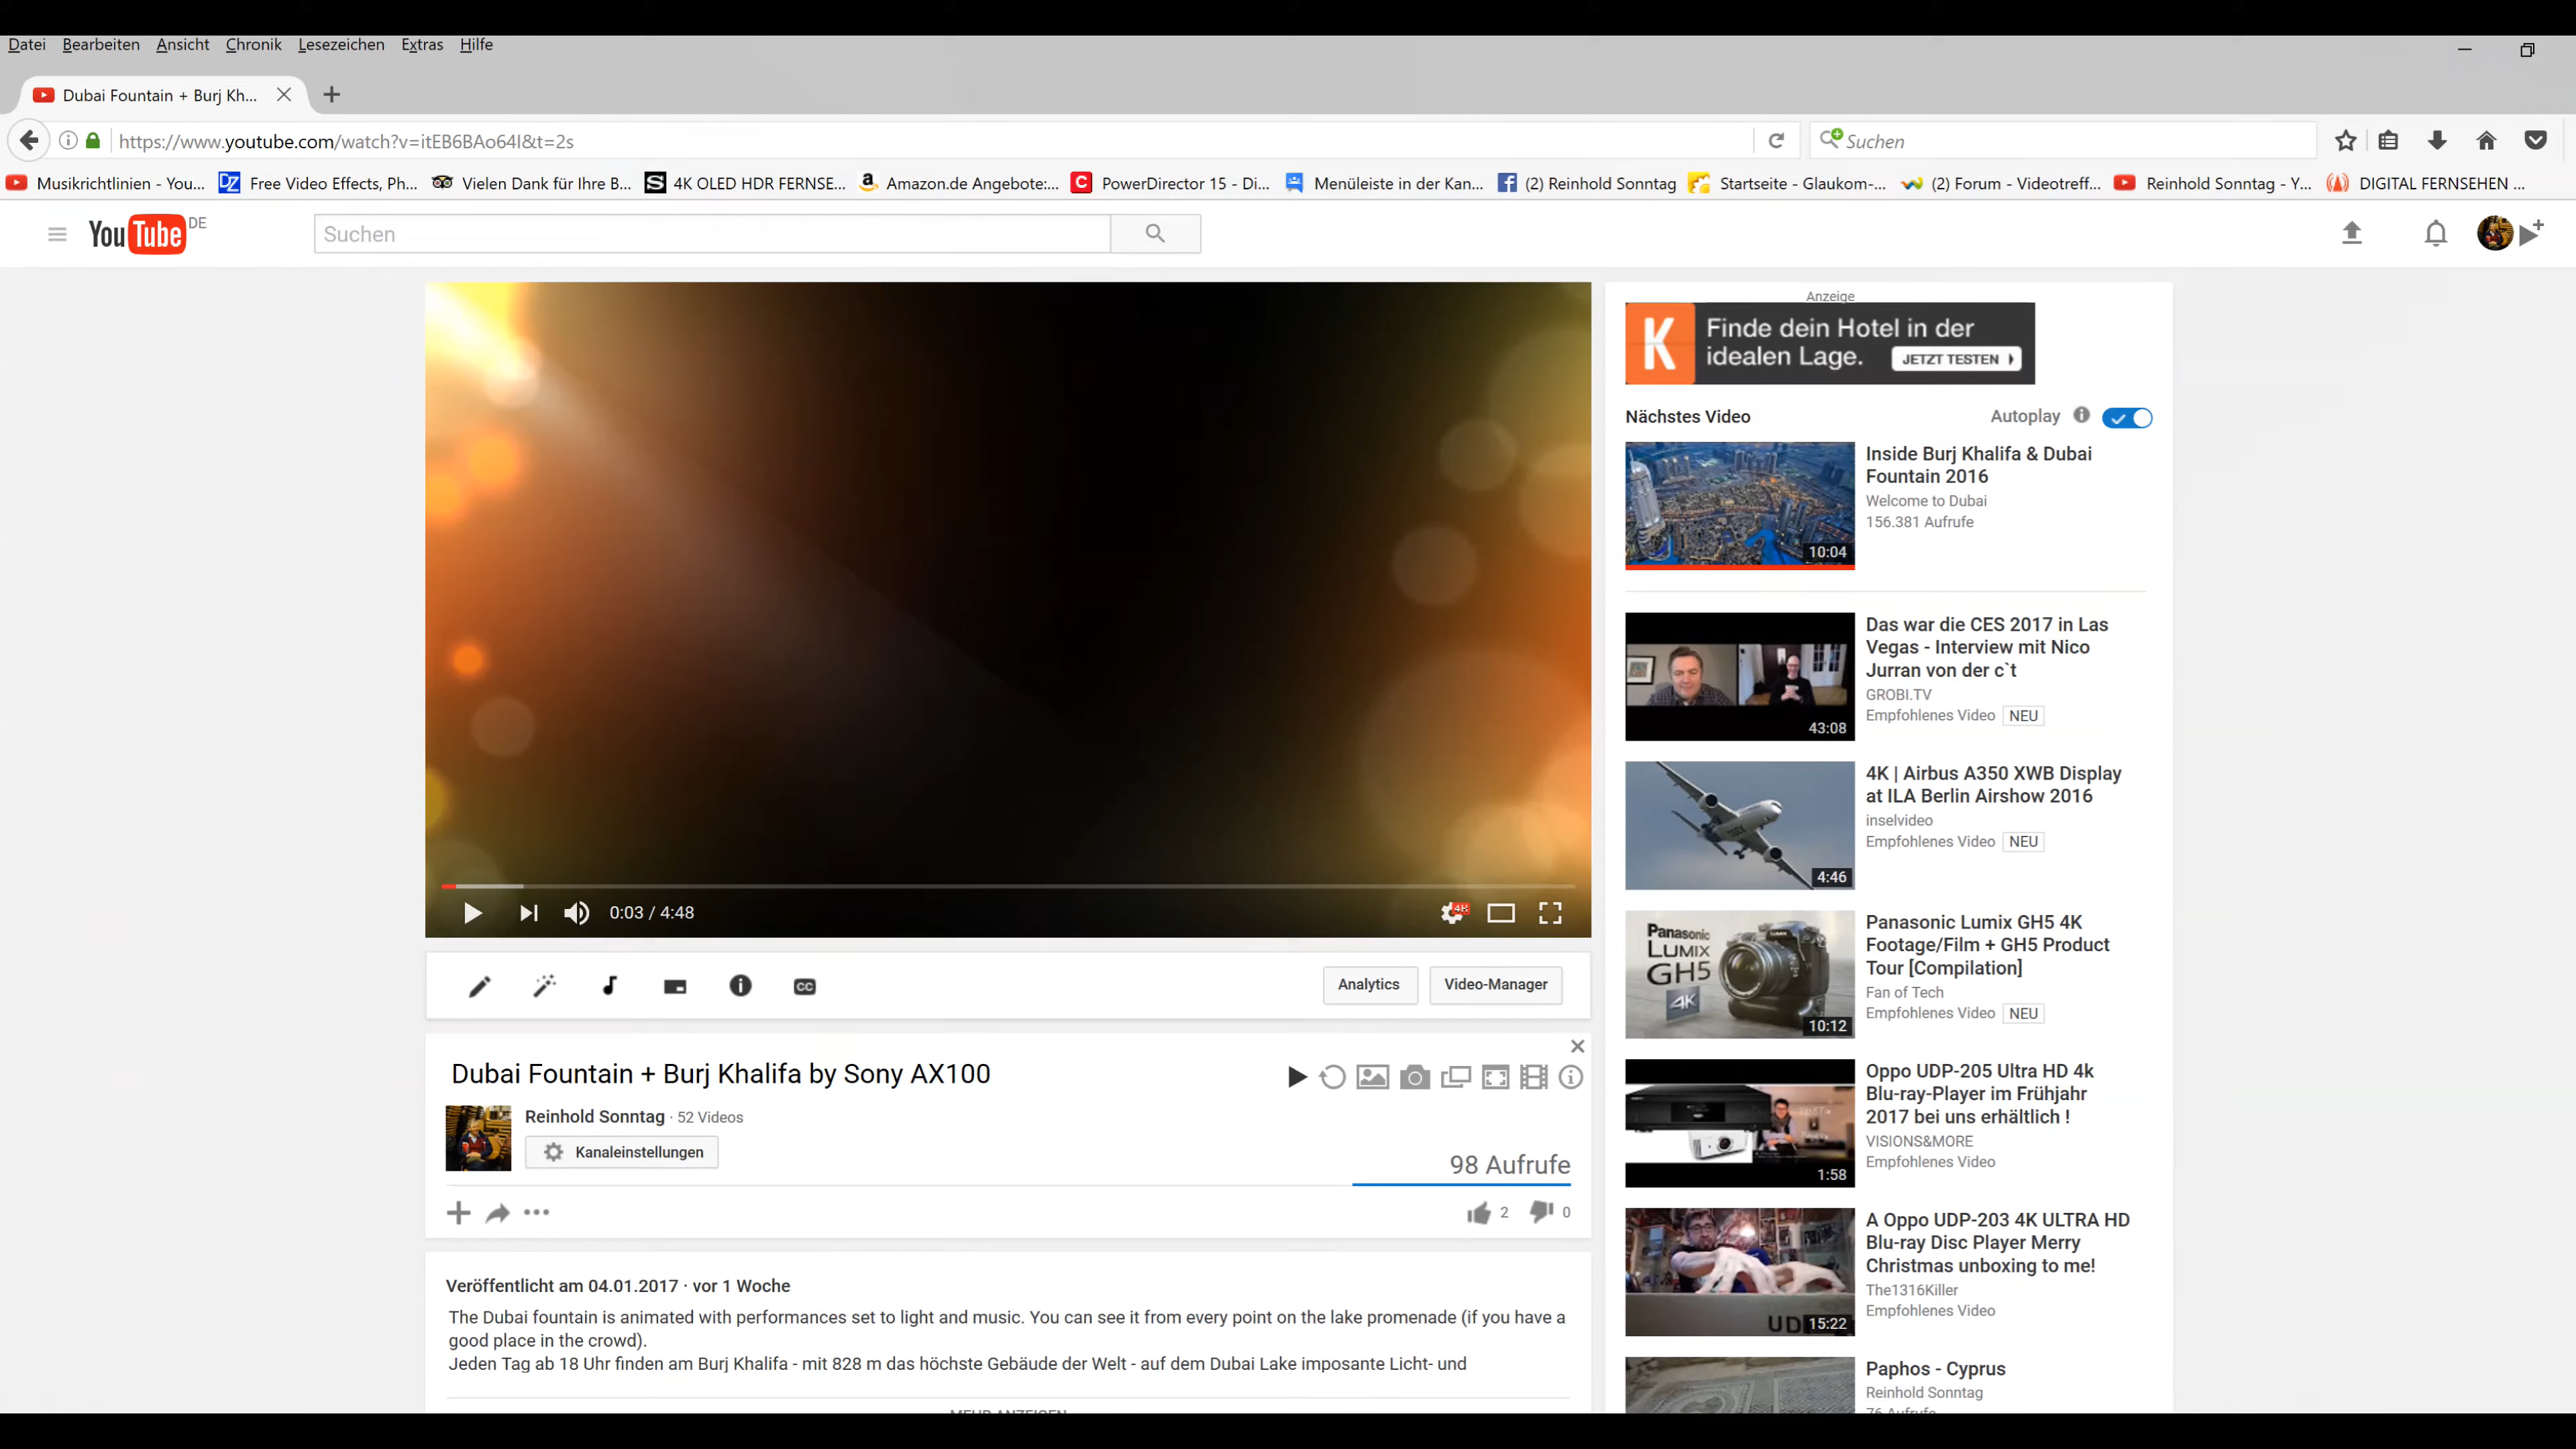 Datei Bearbeiten Ansicht Chronik Lesezeichen Extras Hilfe
Dubai Fountain + Burj Kh...
https://www.youtube.com/watch?v=itEB6BAo64I&t=2s
Suchen
Musikrichtlinien - You... Free Video Effects, Ph... Vielen Dank für Ihre B... 4K OLED HDR FERNSE... Amazon.de Angebote:... PowerDirector 15 - Di... Menüleiste in der Kan... (2) Reinhold Sonntag Startseite - Glaukom-... (2) Forum - Videotreff... Reinhold Sonntag - Y... DIGITAL FERNSEHEN ...
YouTube DE
Suchen
0:03 / 4:48
Analytics Video-Manager
Dubai Fountain + Burj Khalifa by Sony AX100
Reinhold Sonntag · 52 Videos
Kanaleinstellungen
98 Aufrufe
2 0
Veröffentlicht am 04.01.2017 · vor 1 Woche
The Dubai fountain is animated with performances set to light and music. You can see it from every point on the lake promenade (if you have a
good place in the crowd).
Jeden Tag ab 18 Uhr finden am Burj Khalifa - mit 828 m das höchste Gebäude der Welt - auf dem Dubai Lake imposante Licht- und
MEHR ANZEIGEN
Anzeige
K
Finde dein Hotel in der
idealen Lage.
JETZT TESTEN
Nächstes Video Autoplay
10:04
Inside Burj Khalifa & Dubai
Fountain 2016
Welcome to Dubai
156.381 Aufrufe
43:08
Das war die CES 2017 in Las
Vegas - Interview mit Nico
Jurran von der c`t
GROBI.TV
Empfohlenes Video NEU
4:46
4K | Airbus A350 XWB Display
at ILA Berlin Airshow 2016
inselvideo
Empfohlenes Video NEU
Panasonic
LUMIX
GH5
4K
10:12
Panasonic Lumix GH5 4K
Footage/Film + GH5 Product
Tour [Compilation]
Fan of Tech
Empfohlenes Video NEU
1:58
Oppo UDP-205 Ultra HD 4k
Blu-ray-Player im Frühjahr
2017 bei uns erhältlich !
VISIONS&MORE
Empfohlenes Video
15:22
A Oppo UDP-203 4K ULTRA HD
Blu-ray Disc Player Merry
Christmas unboxing to me!
The1316Killer
Empfohlenes Video
Paphos - Cyprus
Reinhold Sonntag
76 Aufrufe